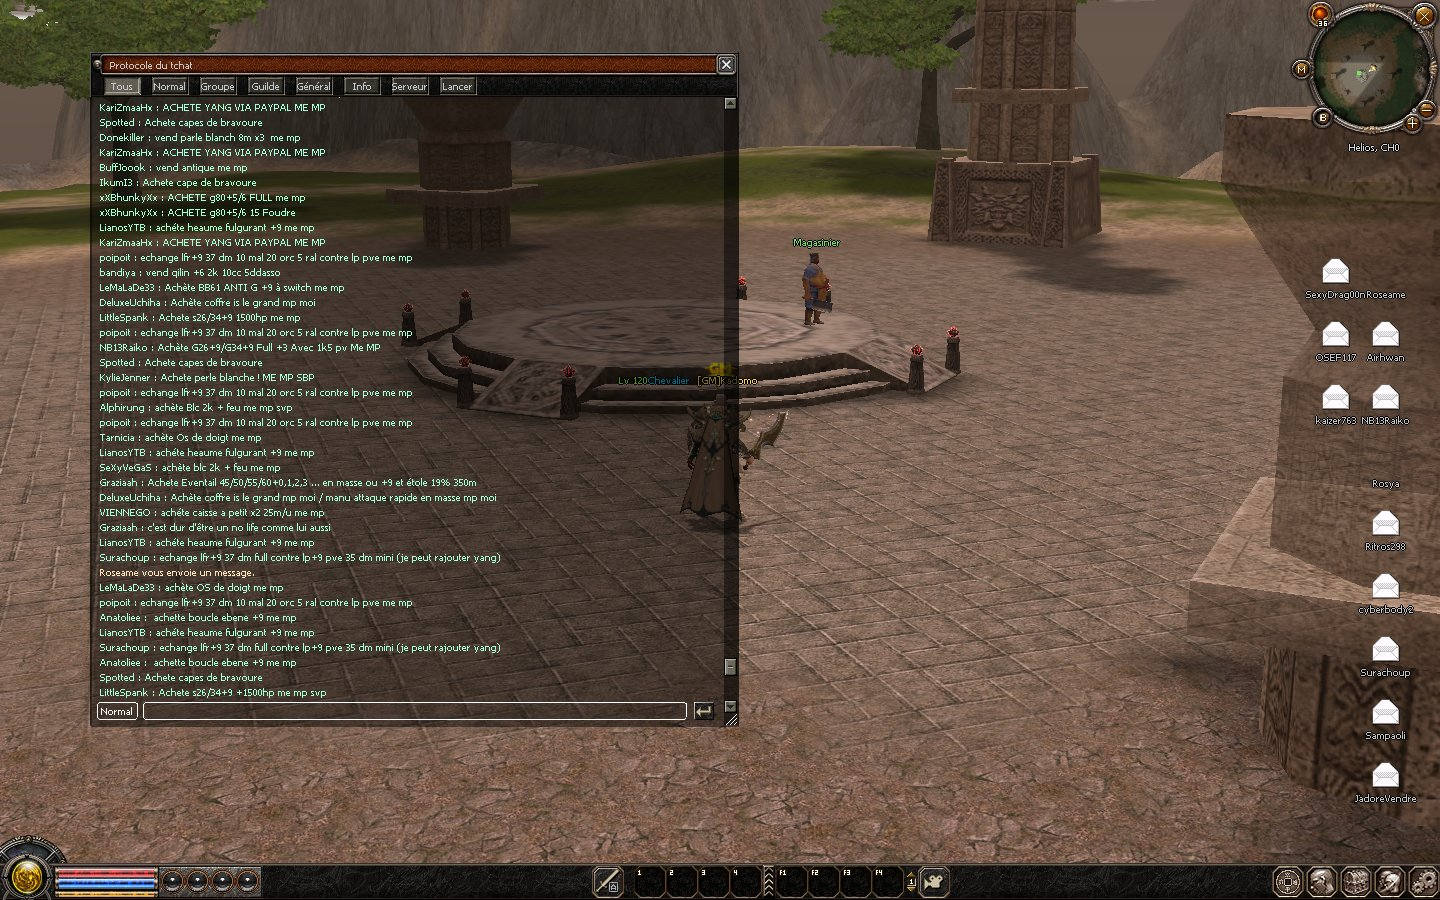 Protocole du tchat
Tous Normal Groupe Guilde Général Info Serveur Lancer
KariZmaaHx : ACHETE YANG VIA PAYPAL ME MP
Spotted : Achete capes de bravoure
Donekiller : vend parle blanch 8m x3  me mp
KariZmaaHx : ACHETE YANG VIA PAYPAL ME MP
BuffJoook : vend antique me mp
IkumI3 : Achete cape de bravoure
xXBhunkyXx : ACHETE g80+5/6 FULL me mp
xXBhunkyXx : ACHETE g80+5/6 15 Foudre
LianosYTB : achéte heaume fulgurant +9 me mp
KariZmaaHx : ACHETE YANG VIA PAYPAL ME MP
poipoit : echange lfr+9 37 dm 10 mal 20 orc 5 ral contre lp pve me mp
bandiya : vend qilin +6 2k 10cc 5ddasso
LeMaLaDe33 : Achète BB61 ANTI G +9 à switch me mp
DeluxeUchiha : Achète coffre is le grand mp moi
LittleSpank : Achete s26/34+9 1500hp me mp
poipoit : echange lfr+9 37 dm 10 mal 20 orc 5 ral contre lp pve me mp
NB13Raiko : Achète G26+9/G34+9 Full +3 Avec 1k5 pv Me MP
Spotted : Achete capes de bravoure
KylieJenner : Achete perle blanche ! ME MP SBP
poipoit : echange lfr+9 37 dm 10 mal 20 orc 5 ral contre lp pve me mp
Alphirung : achète Blc 2k + feu me mp svp
poipoit : echange lfr+9 37 dm 10 mal 20 orc 5 ral contre lp pve me mp
Tarnicia : achète Os de doigt me mp
LianosYTB : achéte heaume fulgurant +9 me mp
SeXyVeGaS : achète blc 2k + feu me mp
Graziaah : Achete Eventail 45/50/55/60+0,1,2,3 ... en masse ou +9 et étole 19% 350m
DeluxeUchiha : Achète coffre is le grand mp moi / manu attaque rapide en masse mp moi
VIENNEGO : achéte caisse a petit x2 25m/u me mp
Graziaah : c'est dur d'être un no life comme lui aussi
LianosYTB : achéte heaume fulgurant +9 me mp
Surachoup : echange lfr+9 37 dm full contre lp+9 pve 35 dm mini (je peut rajouter yang)
Roseame vous envoie un message.
LeMaLaDe33 : achète OS de doigt me mp
poipoit : echange lfr+9 37 dm 10 mal 20 orc 5 ral contre lp pve me mp
Anatoliee :  achette boucle ebene +9 me mp
LianosYTB : achéte heaume fulgurant +9 me mp
Surachoup : echange lfr+9 37 dm full contre lp+9 pve 35 dm mini (je peut rajouter yang)
Anatoliee :  achette boucle ebene +9 me mp
Spotted : Achete capes de bravoure
LittleSpank : Achete s26/34+9 +1500hp me mp svp
Normal
Magasinier
GM
Lv 120 Chevalier [GM]Kadomo
36
M
B
Helios, CH0
SexyDrag00n Roseame
OSEF117 Airhwan
kaizer763 NB13Raiko
Rosya
Ritros298
cyberbody2
Surachoup
Sampaoli
JadoreVendre
1 2 3 4 F1 F2 F3 F4 1